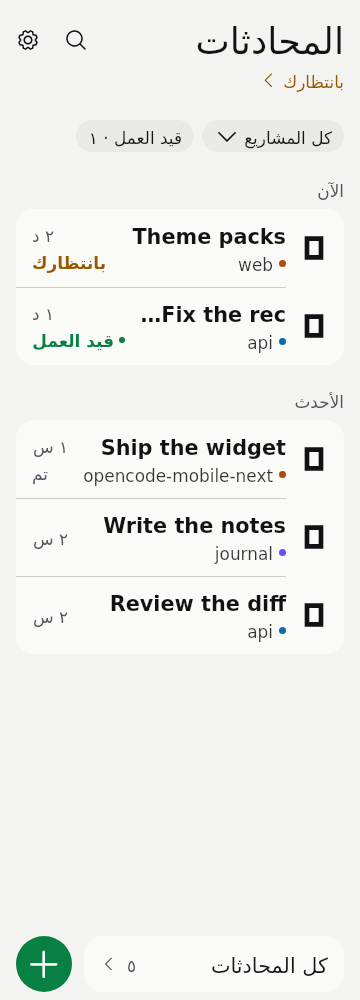 المحادثات
بانتظارك
كل المشاريع
قيد العمل · ١
الآن
Theme packs
٢ د
web
بانتظارك
Fix the rec…
١ د
api
قيد العمل
الأحدث
Ship the widget
١ س
opencode-mobile-next
تم
Write the notes
٢ س
journal
Review the diff
٢ س
api
كل المحادثات
٥